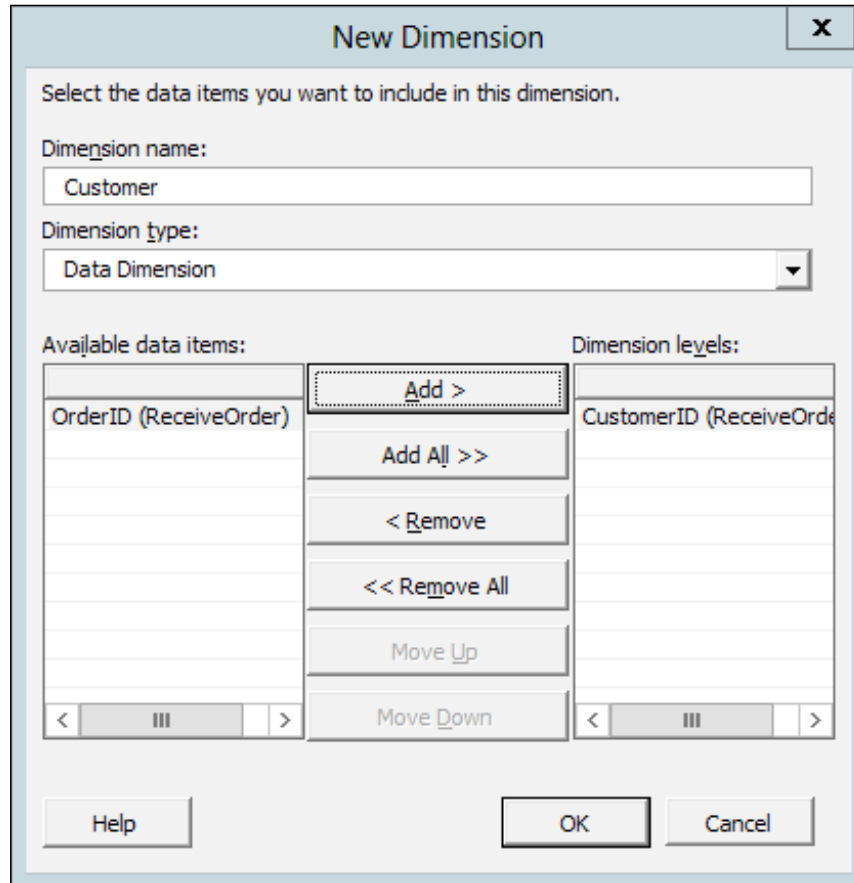 New Dimension
X
Select the data items you want to include in this dimension.
Dimension name:
Customer
Dimension type:
Data Dimension
Available data items:
Dimension levels:
OrderID (ReceiveOrder)
CustomerID (ReceiveOrde
Add >
Add All >>
< Remove
<< Remove All
Move Up
Move Down
Help
OK
Cancel